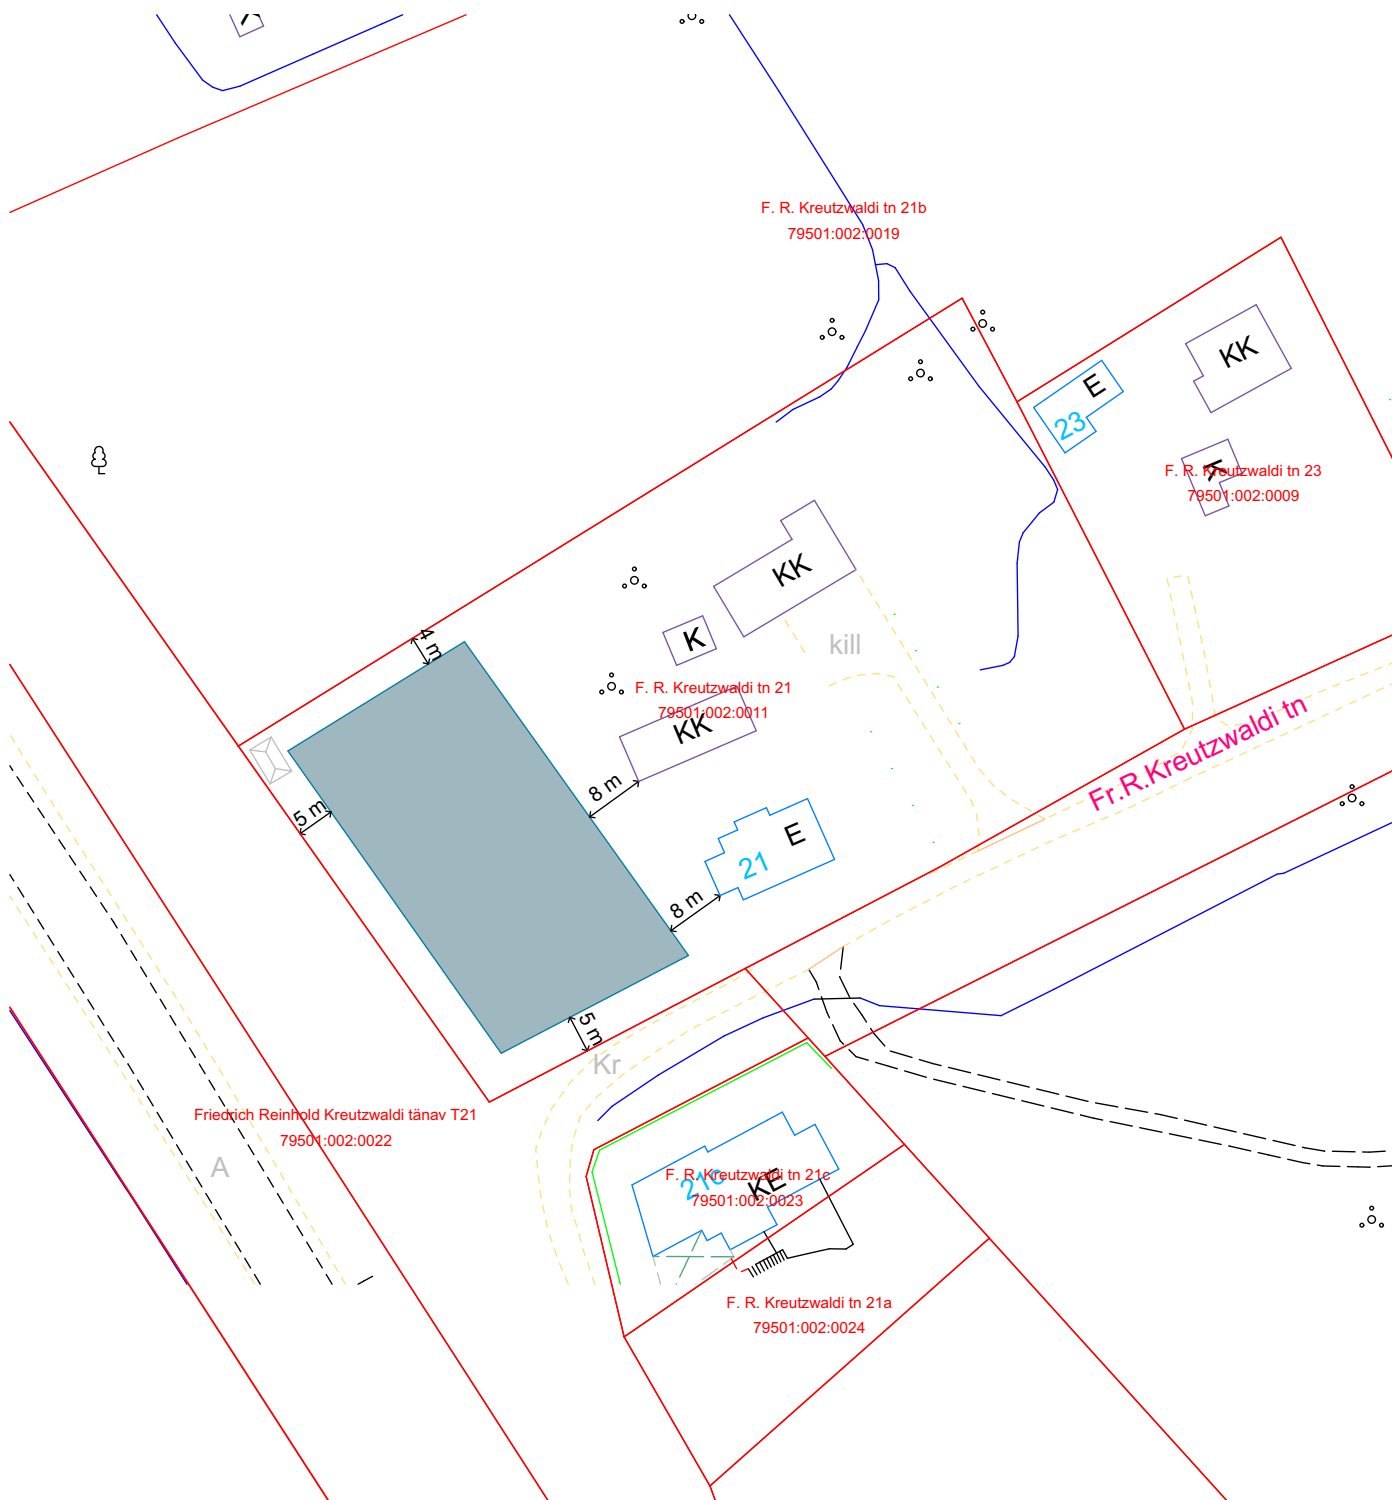 F. R. Kreutzwaldi tn 21b
79501:002:0019
E
23
KK
K
F. R. Kreutzwaldi tn 23
79501:002:0009
KK
K
kill
4 m
F. R. Kreutzwaldi tn 21
79501:002:0011
KK
8 m
5 m
Fr.R.Kreutzwaldi tn
E
21
8 m
5 m
Kr
Friedrich Reinhold Kreutzwaldi tänav T21
79501:002:0022
A
21c
KE
F. R. Kreutzwaldi tn 21c
79501:002:0023
F. R. Kreutzwaldi tn 21a
79501:002:0024